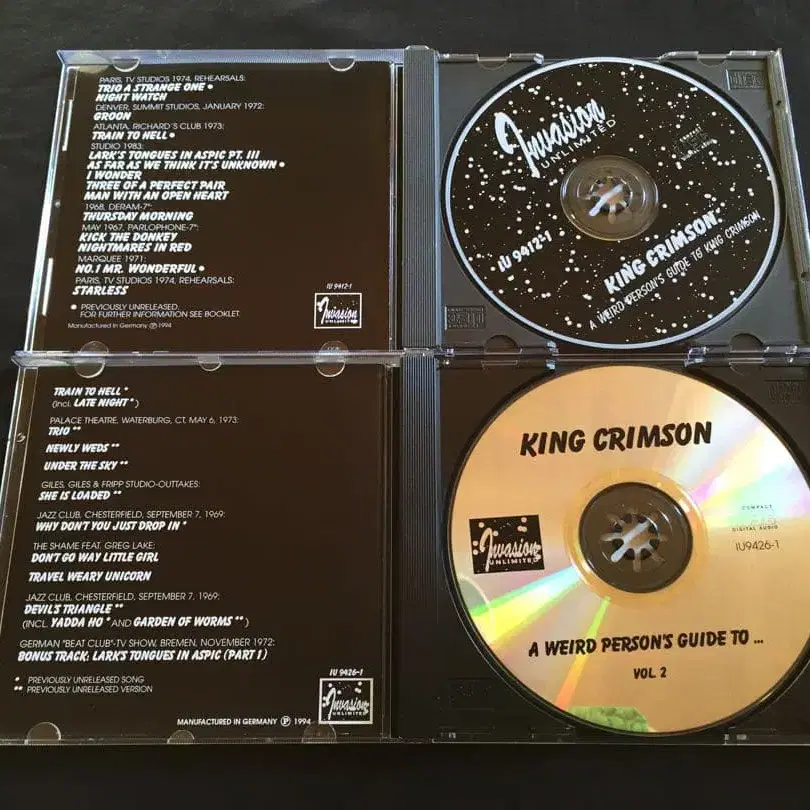 PARIS, TV STUDIOS 1974, REHEARSALS:
TRIO A STRANGE ONE •
NIGHT WATCH
DENVER, SUMMIT STUDIOS, JANUARY 1972:
GROON
ATLANTA, RICHARD'S CLUB 1973:
TRAIN TO HELL •
STUDIO 1983:
LARK'S TONGUES IN ASPIC PT. III
AS FAR AS WE THINK IT'S UNKNOWN •
I WONDER
THREE OF A PERFECT PAIR
MAN WITH AN OPEN HEART
1968, DERAM-7":
THURSDAY MORNING
MAY 1967, PARLOPHONE-7":
KICK THE DONKEY
NIGHTMARES IN RED
MARQUEE 1971:
NO.1 MR. WONDERFUL •
PARIS, TV STUDIOS 1974, REHEARSALS:
STARLESS
• PREVIOUSLY UNRELEASED.
FOR FURTHER INFORMATION SEE BOOKLET.
Manufactured in Germany ℗ 1994
IU 9412-1
Invasion
UNLIMITED
Invasion
UNLIMITED
IU 9412-1
KING CRIMSON
A WEIRD PERSON'S GUIDE TO KING CRIMSON
TRAIN TO HELL *
(incl. LATE NIGHT * )
PALACE THEATRE, WATERBURG, CT, MAY 6, 1973:
TRIO **
NEWLY WEDS **
UNDER THE SKY **
GILES, GILES & FRIPP STUDIO-OUTTAKES:
SHE IS LOADED **
JAZZ CLUB, CHESTERFIELD, SEPTEMBER 7, 1969:
WHY DON'T YOU JUST DROP IN *
THE SHAME FEAT. GREG LAKE:
DON'T GO WAY LITTLE GIRL
TRAVEL WEARY UNICORN
JAZZ CLUB, CHESTERFIELD, SEPTEMBER 7, 1969:
DEVIL'S TRIANGLE **
(INCL. YADDA HO * AND GARDEN OF WORMS ** )
GERMAN "BEAT CLUB"-TV SHOW, BREMEN, NOVEMBER 1972:
BONUS TRACK: LARK'S TONGUES IN ASPIC (PART 1)
* PREVIOUSLY UNRELEASED SONG
** PREVIOUSLY UNRELEASED VERSION
IU 9426-1
Invasion
UNLIMITED
MANUFACTURED IN GERMANY ℗ 1994
KING CRIMSON
Invasion
UNLIMITED
COMPACT
DIGITAL AUDIO
IU9426-1
A WEIRD PERSON'S GUIDE TO ...
VOL. 2